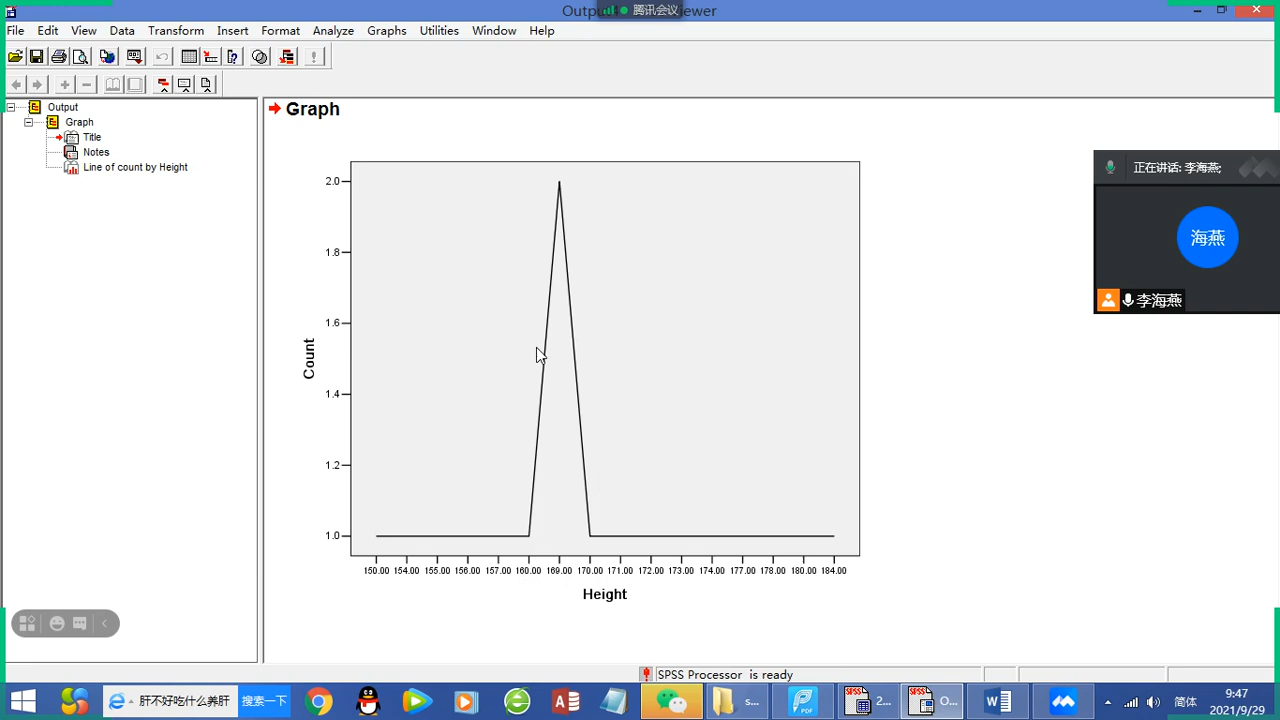 Outpu
腾讯会议
ewer
File Edit View Data Transform Insert Format Analyze Graphs Utilities Window Help
Output
Graph
Title
Notes
Line of count by Height
Graph
2.0
1.8
1.6
1.4
1.2
1.0
Count
150.00 154.00 155.00 156.00 157.00 160.00 169.00 170.00 171.00 172.00 173.00 174.00 177.00 178.00 180.00 184.00
Height
正在讲话: 李海燕;
海燕
李海燕
SPSS Processor is ready
肝不好吃什么养肝 搜索一下
s...
PDF
SPSS
2...
SPSS
O...
简体
9:47
2021/9/29